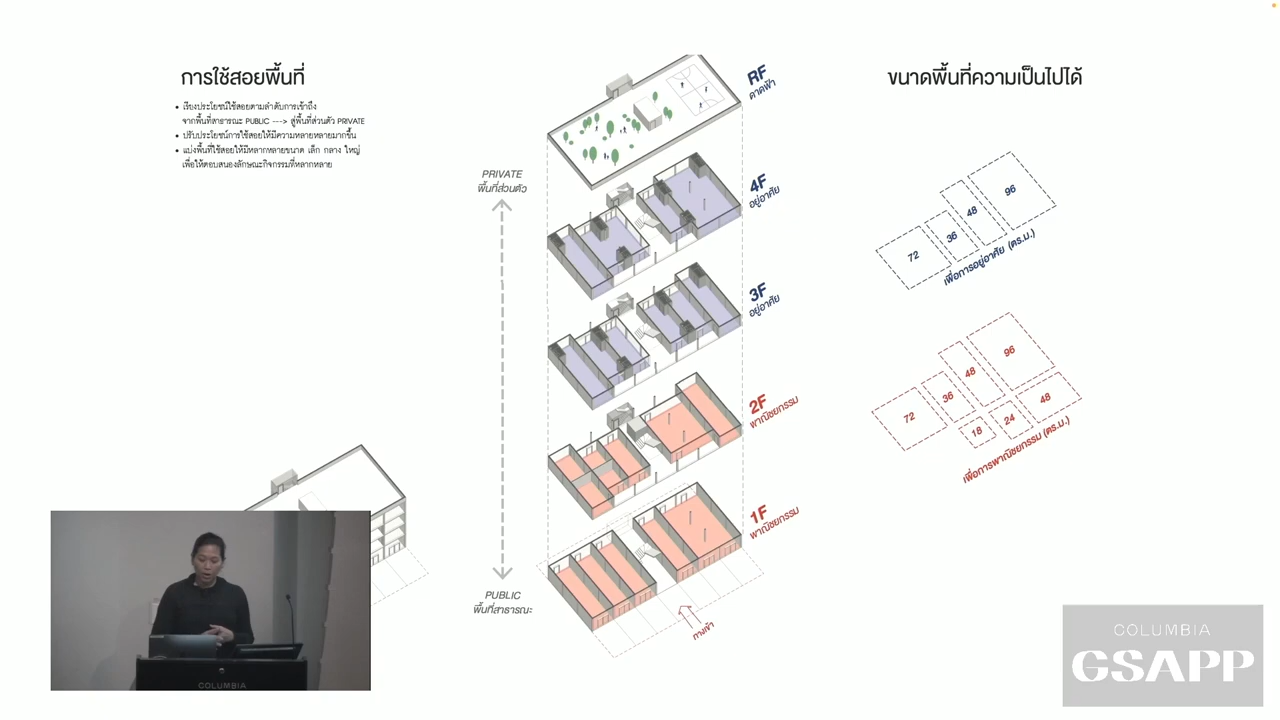 การใช้สอยพื้นที่
• เรียงประโยชน์ใช้สอยตามลำดับการเข้าถึง
จากพื้นที่สาธารณะ PUBLIC ---> สู่พื้นที่ส่วนตัว PRIVATE
• ปรับประโยชน์การใช้สอยให้มีความหลายหลายมากขึ้น
• แบ่งพื้นที่ใช้สอยให้มีหลากหลายขนาด เล็ก กลาง ใหญ่
เพื่อให้ตอบสนองลักษณะกิจกรรมที่หลากหลาย
PRIVATE
พื้นที่ส่วนตัว
PUBLIC
พื้นที่สาธารณะ
RF
ดาดฟ้า
4F
อยู่อาศัย
3F
อยู่อาศัย
2F
พาณิชยกรรม
1F
พาณิชยกรรม
ทางเข้า
ขนาดพื้นที่ความเป็นไปได้
72
36
48
96
เพื่อการอยู่อาศัย (ตร.ม.)
72
36
48
96
18
24
48
เพื่อการพาณิชยกรรม (ตร.ม.)
COLUMBIA
COLUMBIA
GSAPP